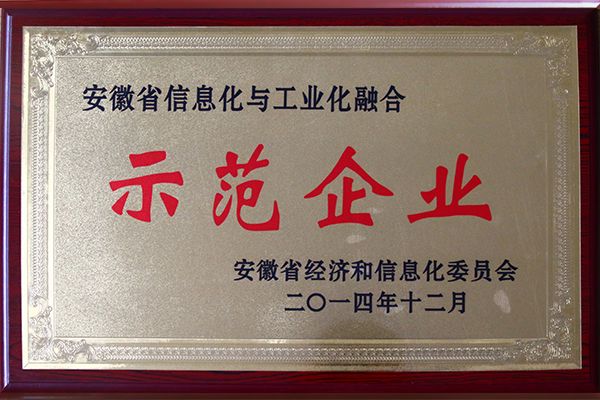 安徽省信息化与工业化融合
示范企业
安徽省经济和信息化委员会
二〇一四年十二月